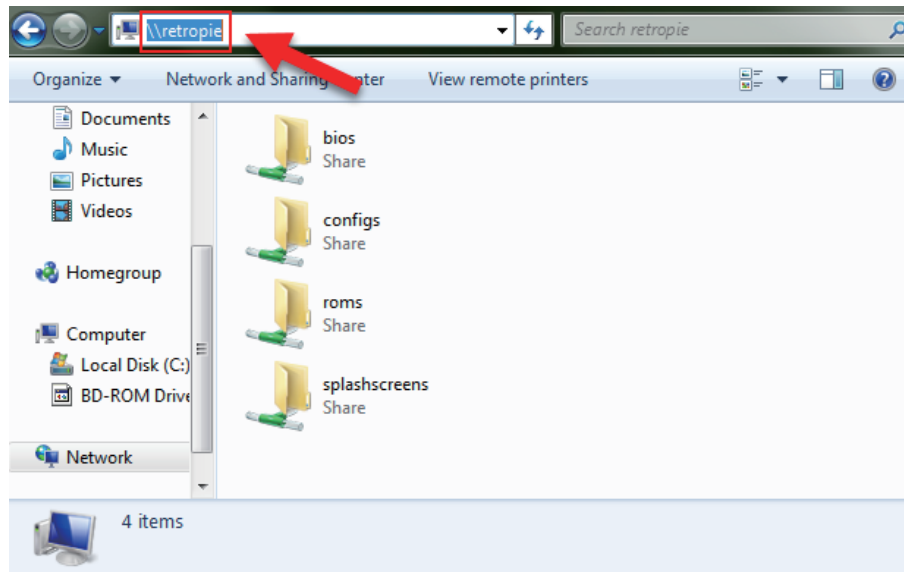 \\retropie
Search retropie
Organize
Network and Sharing Center
View remote printers
Documents
Music
Pictures
Videos
Homegroup
Computer
Local Disk (C:)
BD-ROM Drive
Network
bios
Share
configs
Share
roms
Share
splashscreens
Share
4 items